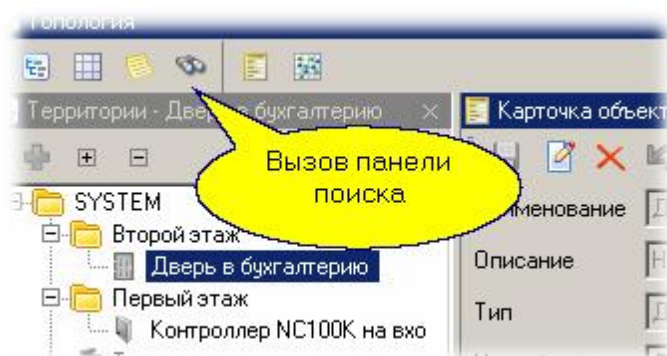 Топология
Территории - Дверь в бухгалтерию
Карточка объект
Вызов панели
поиска
SYSTEM
Второй этаж
Дверь в бухгалтерию
Первый этаж
Контроллер NC100K на вхо
Наименование
Описание
Тип